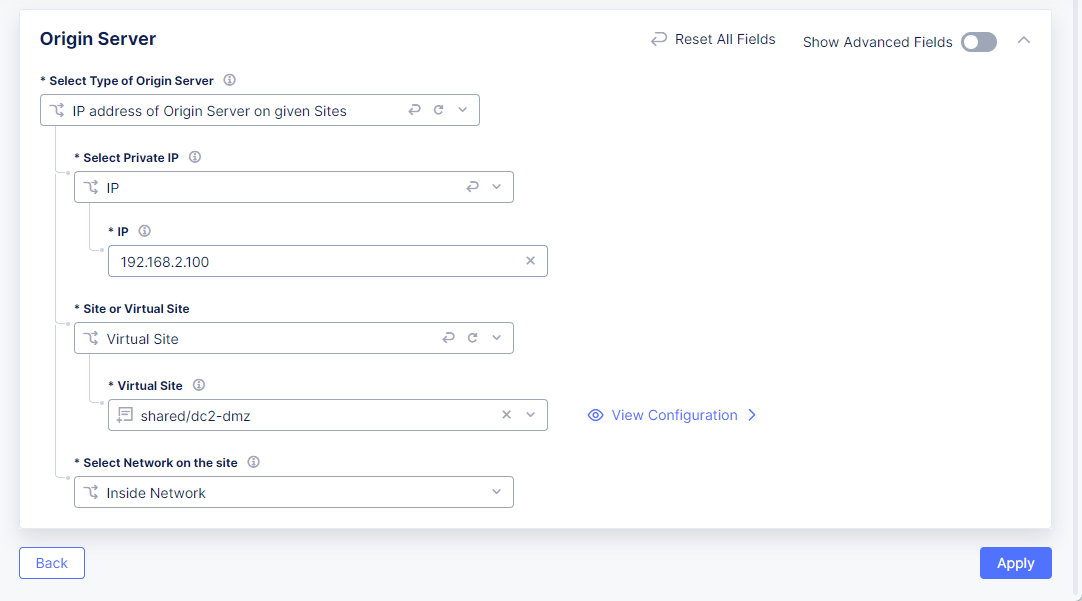 Origin Server
Reset All Fields
Show Advanced Fields
* Select Type of Origin Server
IP address of Origin Server on given Sites
* Select Private IP
IP
* IP
192.168.2.100
* Site or Virtual Site
Virtual Site
* Virtual Site
shared/dc2-dmz
View Configuration
* Select Network on the site
Inside Network
Back
Apply